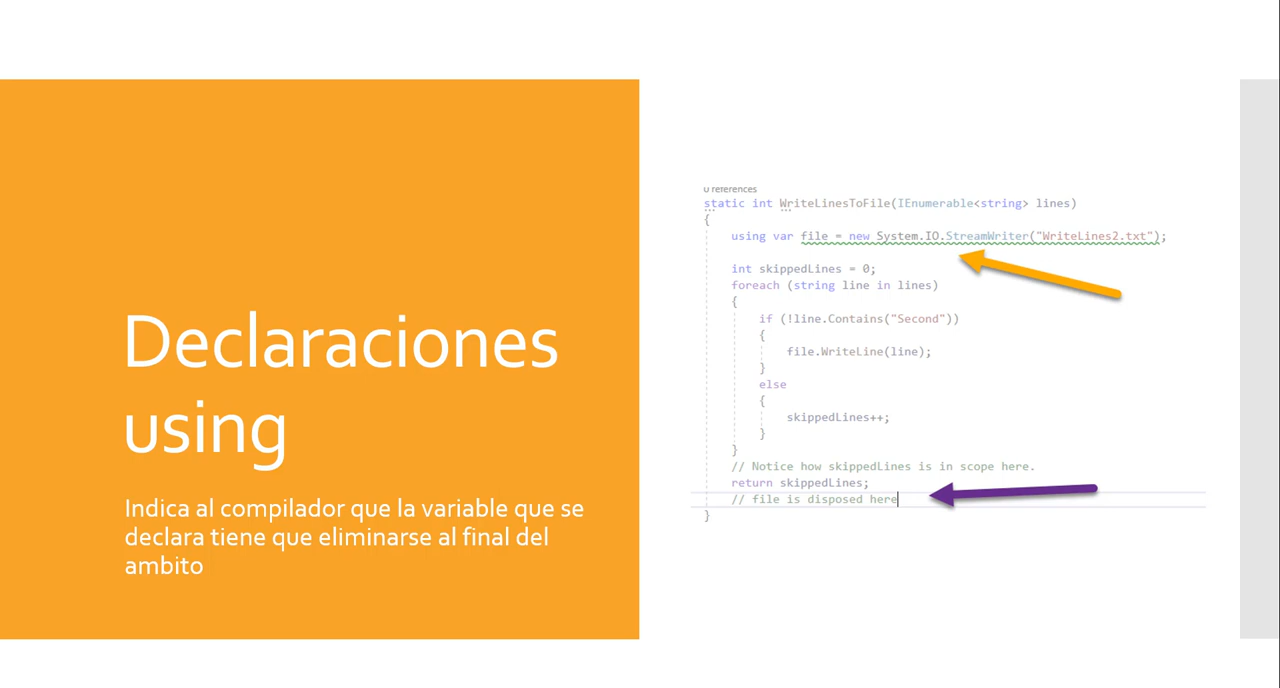 Declaraciones
using
Indica al compilador que la variable que se
declara tiene que eliminarse al final del
ambito
0 references
static int WriteLinesToFile(IEnumerable<string> lines)
{
using var file = new System.IO.StreamWriter("WriteLines2.txt");
int skippedLines = 0;
foreach (string line in lines)
{
if (!line.Contains("Second"))
{
file.WriteLine(line);
}
else
{
skippedLines++;
}
}
// Notice how skippedLines is in scope here.
return skippedLines;
// file is disposed here
}